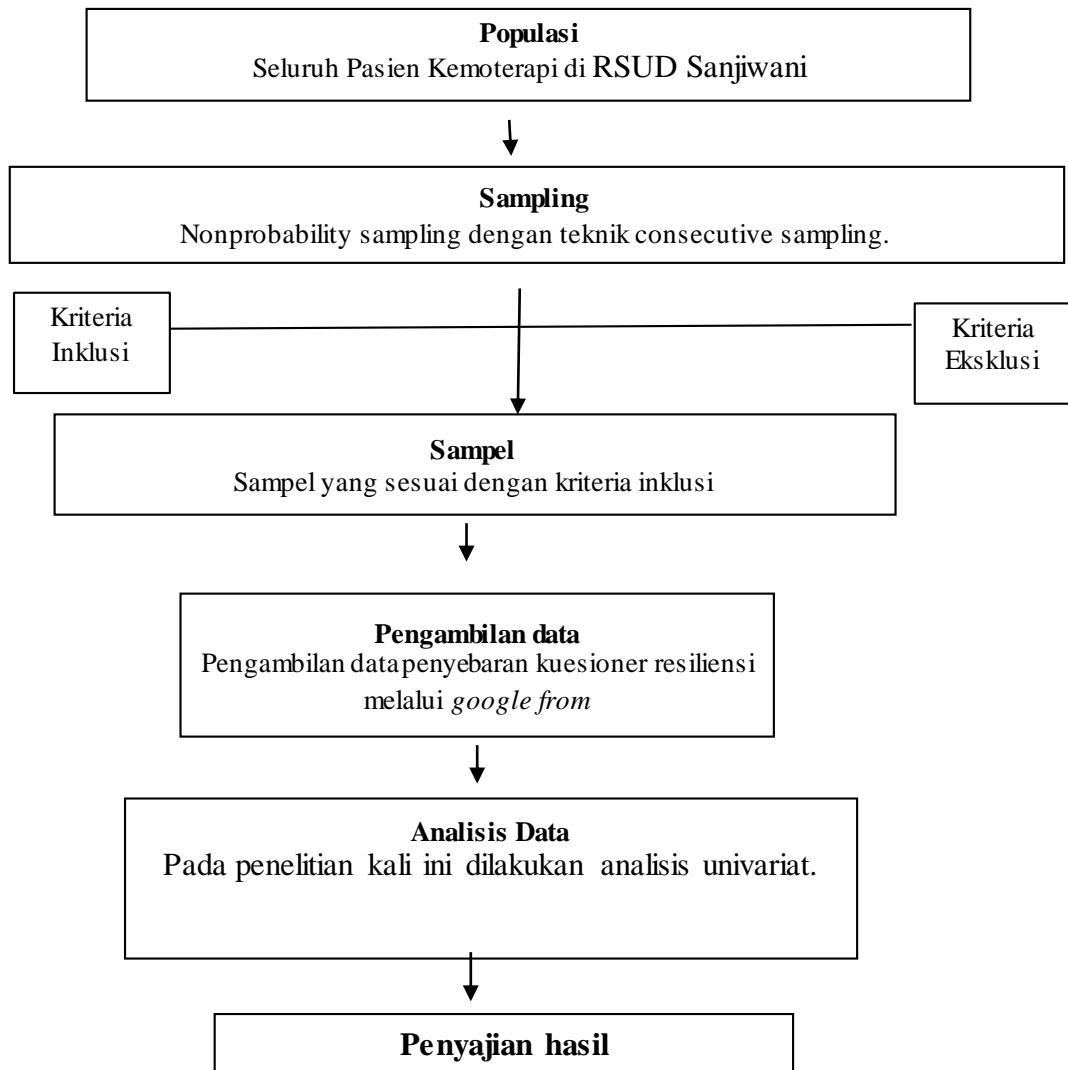 Populasi
Seluruh Pasien Kemoterapi di RSUD Sanjiwani
Sampling
Nonprobability sampling dengan teknik consecutive sampling.
Kriteria
Inklusi
Kriteria
Eksklusi
Sampel
Sampel yang sesuai dengan kriteria inklusi
Pengambilan data
Pengambilan data penyebaran kuesioner resiliensi
melalui google from
Analisis Data
Pada penelitian kali ini dilakukan analisis univariat.
Penyajian hasil